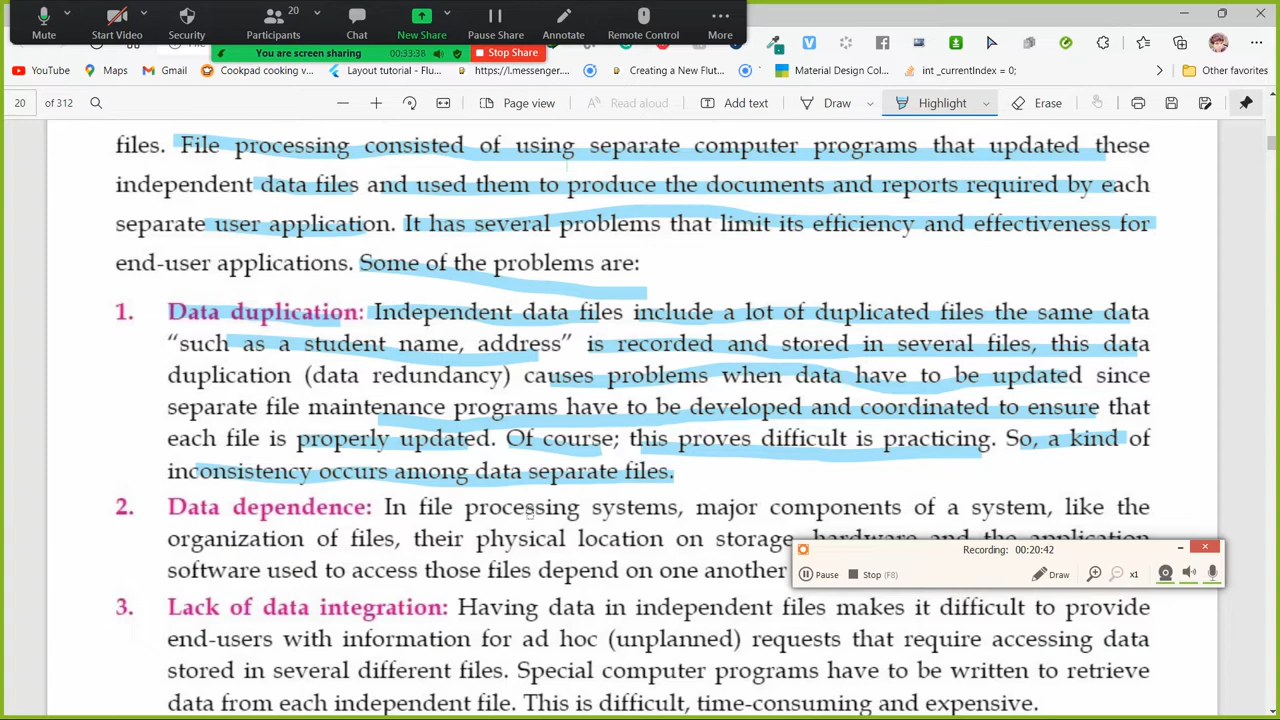 20
Mute
Start Video
Security
Participants
Chat
New Share
Pause Share
Annotate
Remote Control
More
You are screen sharing
00:33:38
Stop Share
YouTube
Maps
Gmail
Cookpad cooking v...
Layout tutorial - Flu...
https://l.messenger...
Creating a New Flut...
Material Design Col...
int _currentIndex = 0;
Other favorites
20 of 312
Page view
Read aloud
Add text
Draw
Highlight
Erase
files. File processing consisted of using separate computer programs that updated these
independent data files and used them to produce the documents and reports required by each
separate user application. It has several problems that limit its efficiency and effectiveness for
end-user applications. Some of the problems are:
1. Data duplication: Independent data files include a lot of duplicated files the same data
“such as a student name, address” is recorded and stored in several files, this data
duplication (data redundancy) causes problems when data have to be updated since
separate file maintenance programs have to be developed and coordinated to ensure that
each file is properly updated. Of course; this proves difficult is practicing. So, a kind of
inconsistency occurs among data separate files.
2. Data dependence: In file processing systems, major components of a system, like the
organization of files, their physical location on storage, hardware and the application
software used to access those files depend on one another
Recording: 00:20:42
Pause
Stop (F8)
Draw
x1
3. Lack of data integration: Having data in independent files makes it difficult to provide
end-users with information for ad hoc (unplanned) requests that require accessing data
stored in several different files. Special computer programs have to be written to retrieve
data from each independent file. This is difficult, time-consuming and expensive.